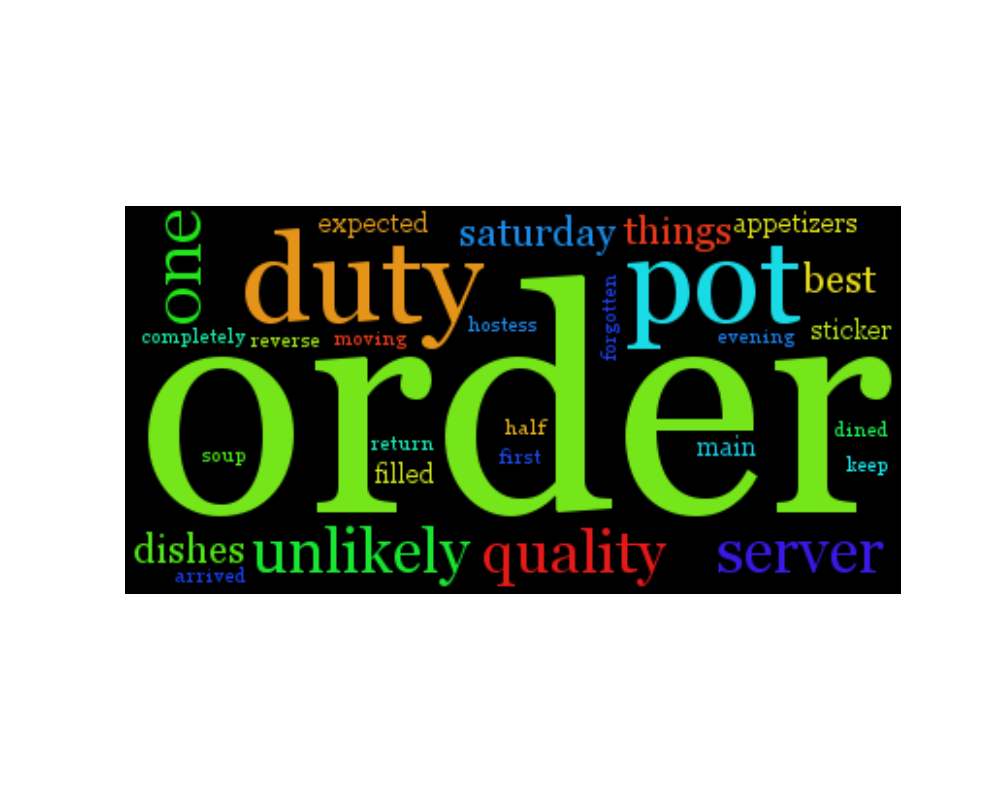 one
expected
saturday
things
appetizers
duty
pot
best
hostess
forgotten
sticker
completely
reverse
moving
evening
order
soup
return
filled
half
first
main
dined
keep
dishes
unlikely
quality
server
arrived